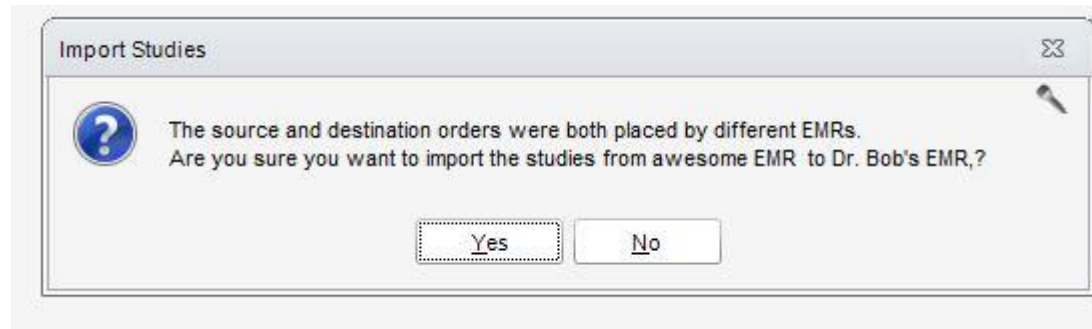 Import Studies
The source and destination orders were both placed by different EMRs.
Are you sure you want to import the studies from awesome EMR  to Dr. Bob's EMR,?
Yes
No